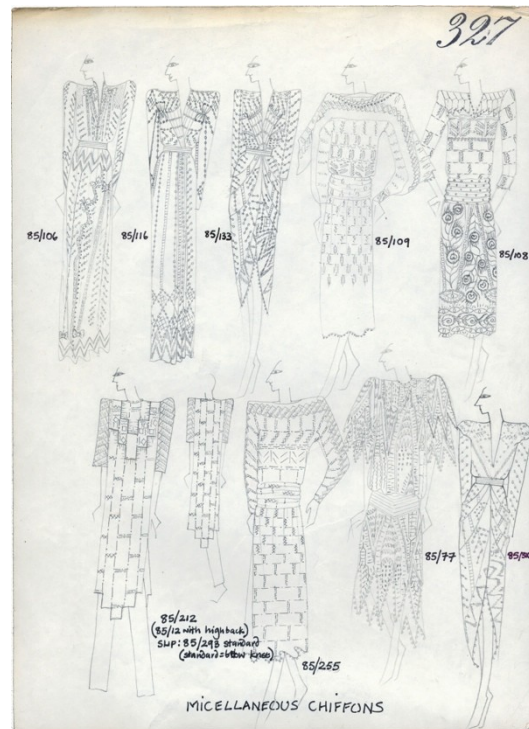 327
85/106
85/116
85/133
85/109
85/108
85/212
(85/12 with highback)
SLIP: 85/293 standard
(standard=below knee)
85/255
85/77
MICELLANEOUS CHIFFONS